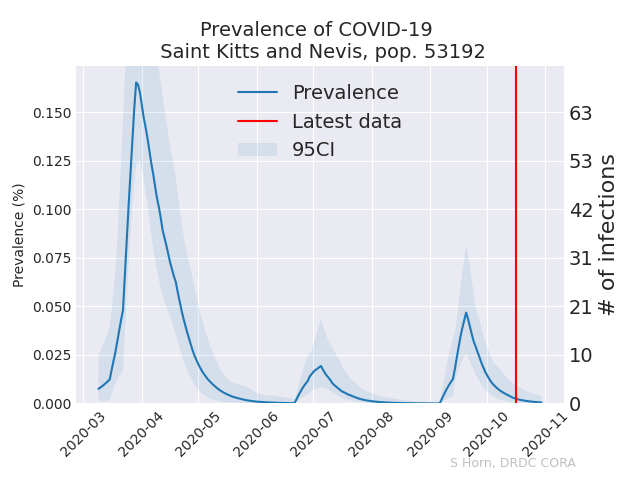 Prevalence of COVID-19
Saint Kitts and Nevis, pop. 53192
Prevalence
Latest data
95CI
Prevalence (%)
0.150
0.125
0.100
0.075
0.050
0.025
0.000
63
53
42
31
21
10
0
# of infections
2020-03
2020-04
2020-05
2020-06
2020-07
2020-08
2020-09
2020-10
2020-11
S Horn, DRDC CORA